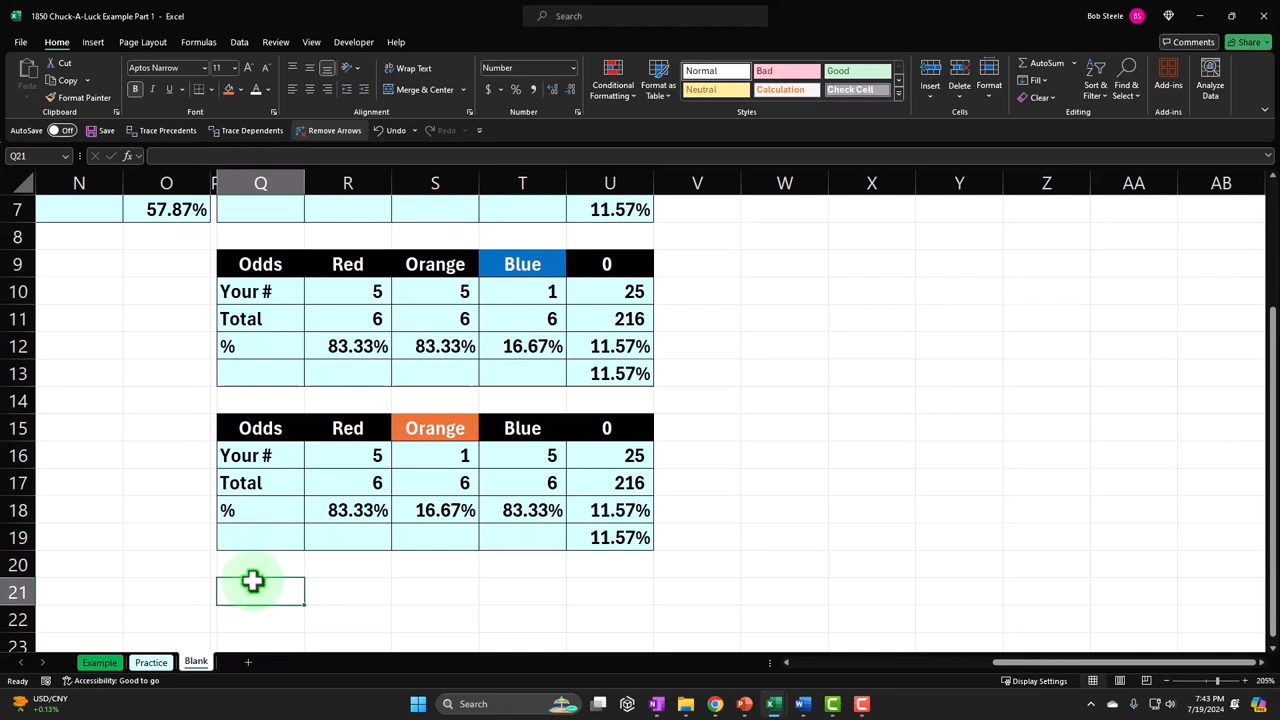 1850 Chuck-A-Luck Example Part 1 - Excel
Search
Bob Steele
BS
File Home Insert Page Layout Formulas Data Review View Developer Help
Comments
Share
Paste
Cut
Copy
Format Painter
Clipboard
Aptos Narrow
11
Font
Wrap Text
Merge & Center
Alignment
Number
Number
Conditional Formatting
Format as Table
Normal
Bad
Good
Neutral
Calculation
Check Cell
Styles
Insert
Delete
Format
Cells
AutoSum
Fill
Clear
Sort & Filter
Find & Select
Editing
Add-ins
Add-ins
Analyze Data
AutoSave Off Save Trace Precedents Trace Dependents Remove Arrows Undo Redo
Q21 fx
N O P Q R S T U V W X Y Z AA AB
7 57.87% 11.57%
8
9 Odds Red Orange Blue 0
10 Your # 5 5 1 25
11 Total 6 6 6 216
12 % 83.33% 83.33% 16.67% 11.57%
13 11.57%
14
15 Odds Red Orange Blue 0
16 Your # 5 1 5 25
17 Total 6 6 6 216
18 % 83.33% 16.67% 83.33% 11.57%
19 11.57%
20
21
22
23
Example Practice Blank
Ready Accessibility: Good to go Display Settings 205%
USD/CNY
+0.13%
Search
7:43 PM
7/19/2024